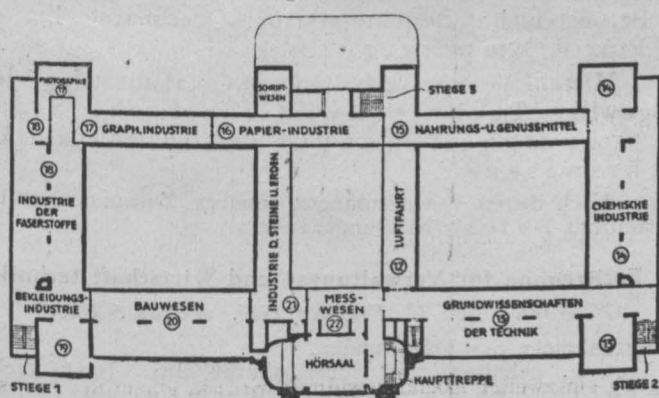 PHOTOGRAPHIE
17
SCHRIFT-
WESEN
STIEGE 5
14
18
17 GRAPH. INDUSTRIE
16 PAPIER-INDUSTRIE
15 NAHRUNGS-U.GENUSSMITTEL
18
INDUSTRIE
DER
FASERSTOFFE
INDUSTRIE D. STEINE U. ERDEN
LUFTFAHRT
12
CHEMISCHE
INDUSTRIE
14
BEKLEIDUNGS-
INDUSTRIE
19
BAUWESEN
20
21
MESS-
WESEN
22
GRUNDWISSENSCHAFTEN
13
DER TECHNIK
13
HÖRSAAL
HAUPTTREPPE
STIEGE 1
STIEGE 2